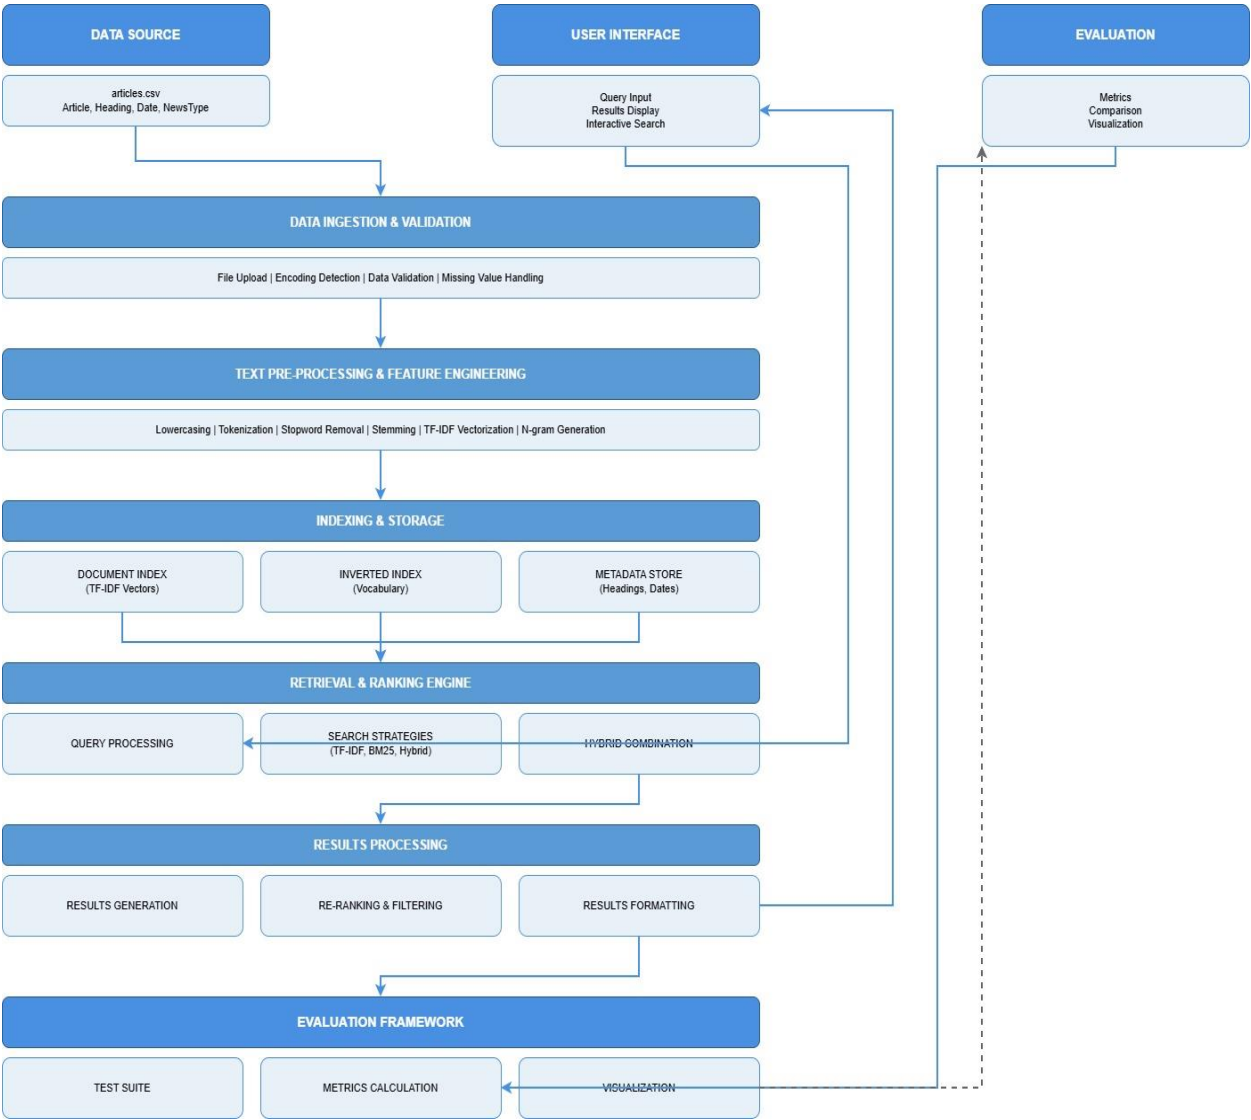 DATA SOURCE
USER INTERFACE
EVALUATION
articles.csv
Article, Heading, Date, NewsType
Query Input
Results Display
Interactive Search
Metrics
Comparison
Visualization
DATA INGESTION & VALIDATION
File Upload | Encoding Detection | Data Validation | Missing Value Handling
TEXT PRE-PROCESSING & FEATURE ENGINEERING
Lowercasing | Tokenization | Stopword Removal | Stemming | TF-IDF Vectorization | N-gram Generation
INDEXING & STORAGE
DOCUMENT INDEX
(TF-IDF Vectors)
INVERTED INDEX
(Vocabulary)
METADATA STORE
(Headings, Dates)
RETRIEVAL & RANKING ENGINE
QUERY PROCESSING
SEARCH STRATEGIES
(TF-IDF, BM25, Hybrid)
HYBRID COMBINATION
RESULTS PROCESSING
RESULTS GENERATION
RE-RANKING & FILTERING
RESULTS FORMATTING
EVALUATION FRAMEWORK
TEST SUITE
METRICS CALCULATION
VISUALIZATION